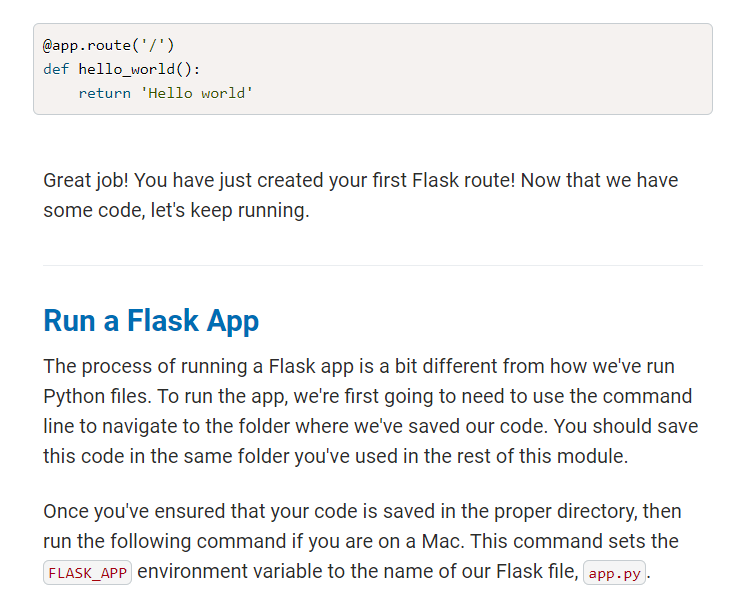 @app.route('/')
def hello_world():
    return 'Hello world'
Great job! You have just created your first Flask route! Now that we have
some code, let's keep running.
Run a Flask App
The process of running a Flask app is a bit different from how we've run
Python files. To run the app, we're first going to need to use the command
line to navigate to the folder where we've saved our code. You should save
this code in the same folder you've used in the rest of this module.
Once you've ensured that your code is saved in the proper directory, then
run the following command if you are on a Mac. This command sets the
FLASK_APP environment variable to the name of our Flask file, app.py.